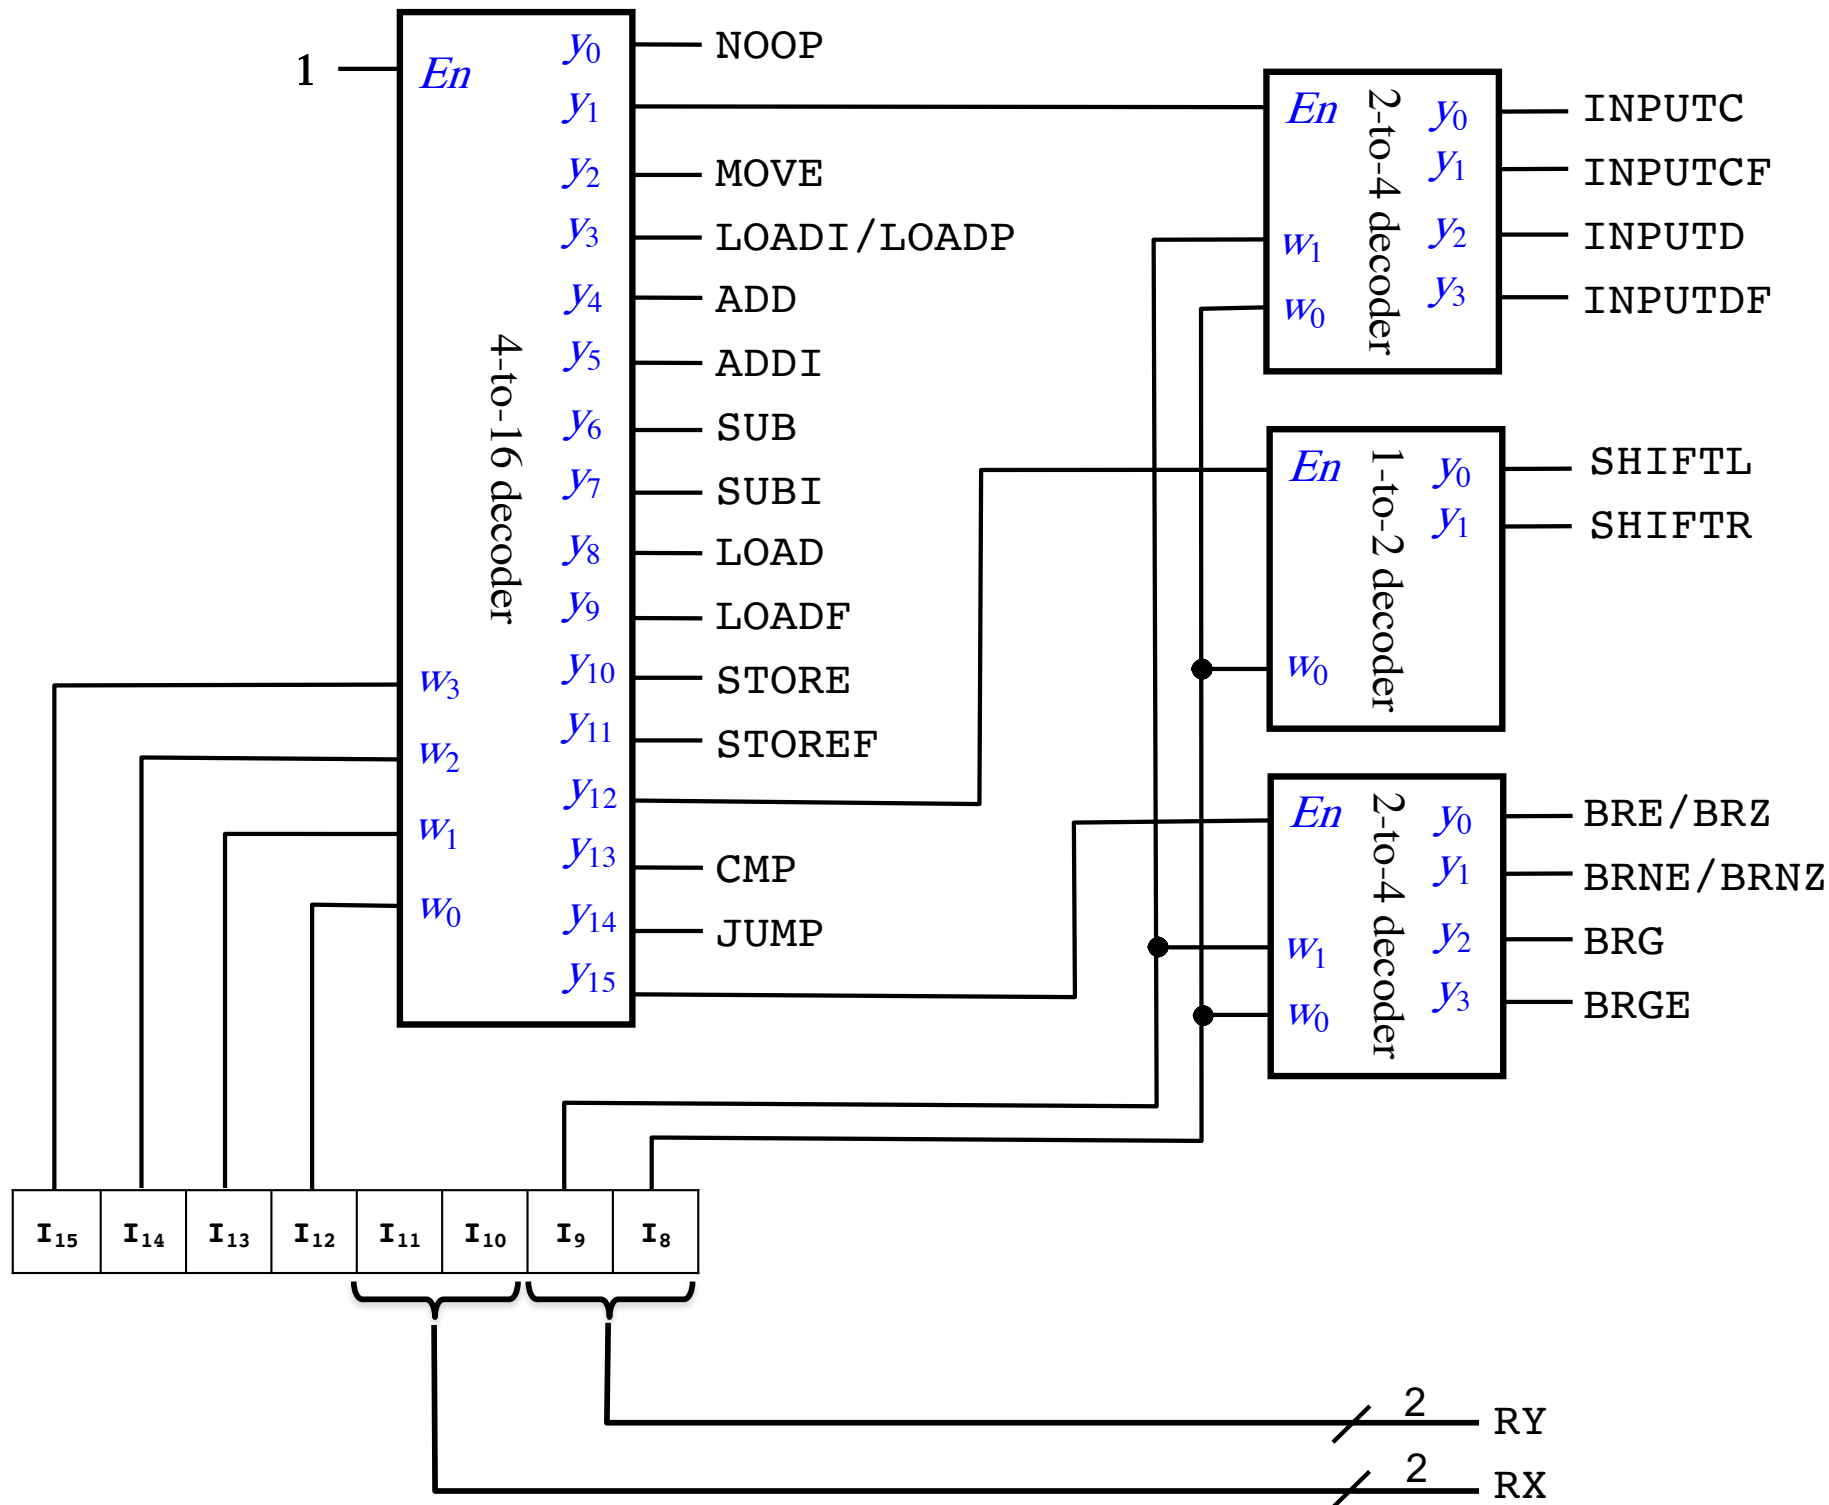 1
En
w3
w2
w1
w0
4-to-16 decoder
y0 NOOP
y1
y2 MOVE
y3 LOADI/LOADP
y4 ADD
y5 ADDI
y6 SUB
y7 SUBI
y8 LOAD
y9 LOADF
y10 STORE
y11 STOREF
y12
y13 CMP
y14 JUMP
y15
En
w1
w0
2-to-4 decoder
y0 INPUTC
y1 INPUTCF
y2 INPUTD
y3 INPUTDF
En
w0
1-to-2 decoder
y0 SHIFTL
y1 SHIFTR
En
w1
w0
2-to-4 decoder
y0 BRE/BRZ
y1 BRNE/BRNZ
y2 BRG
y3 BRGE
I15 I14 I13 I12 I11 I10 I9 I8
2 RY
2 RX